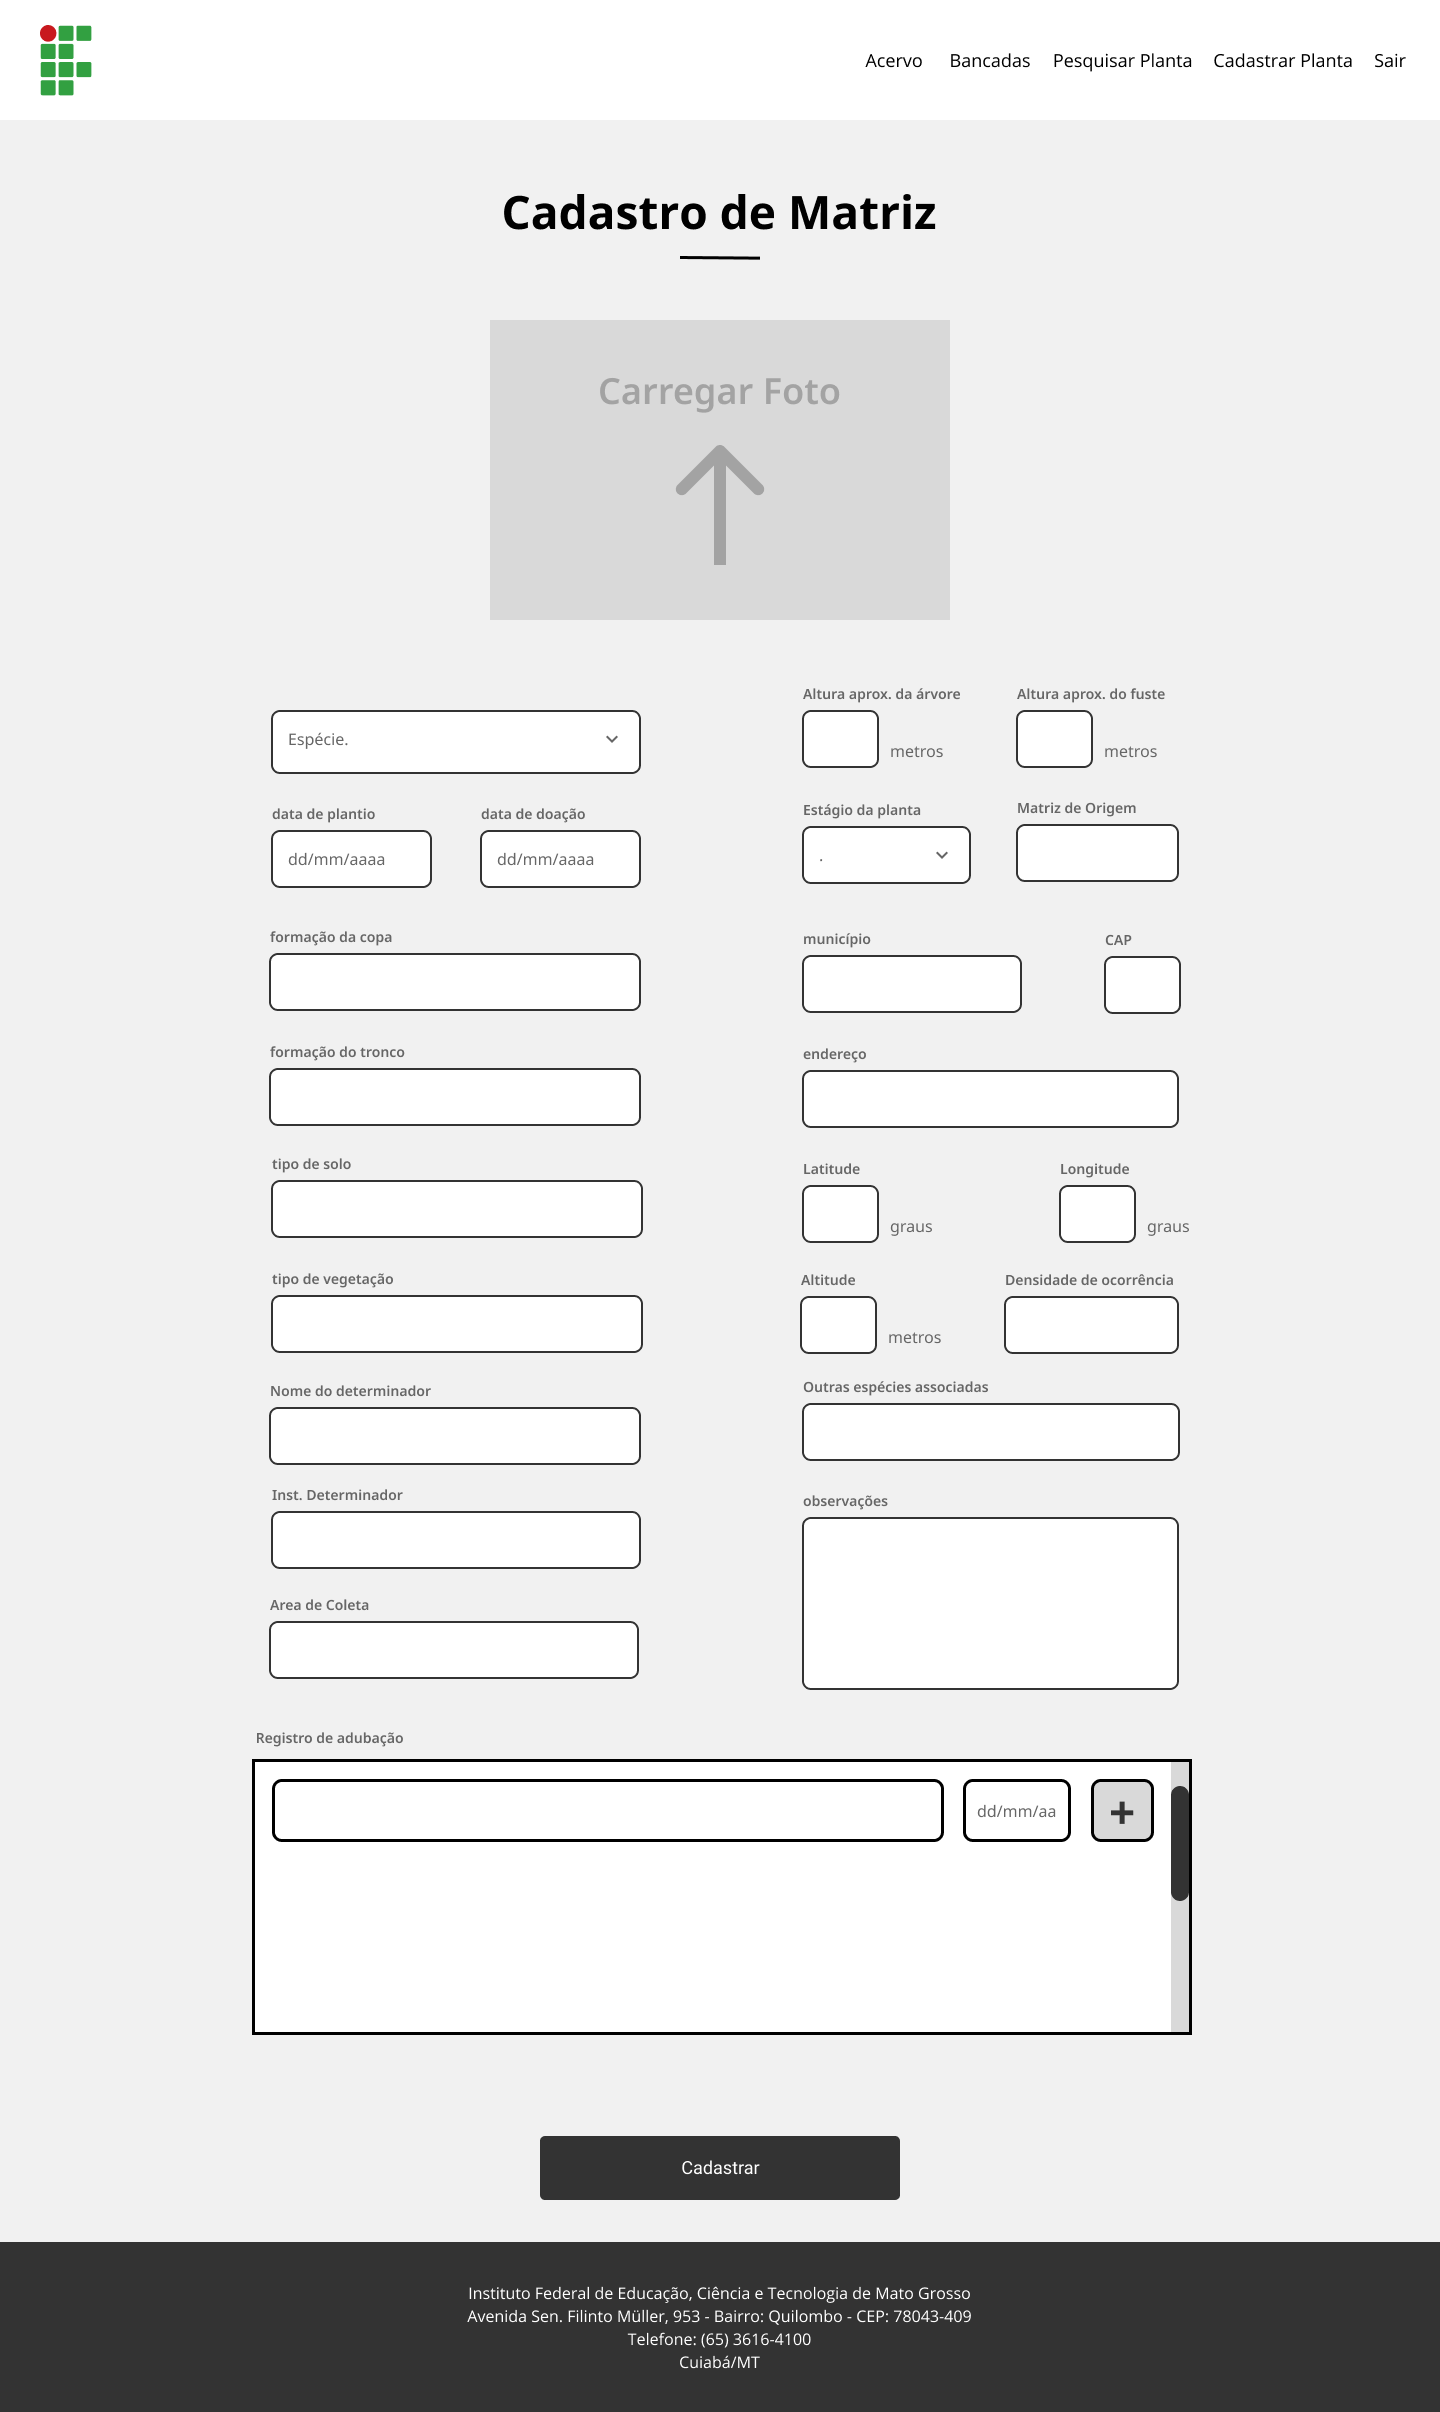 Acervo Bancadas Pesquisar Planta Cadastrar Planta Sair
Cadastro de Matriz
Carregar Foto
Espécie.
data de plantio data de doação
dd/mm/aaaa dd/mm/aaaa
formação da copa
formação do tronco
tipo de solo
tipo de vegetação
Nome do determinador
Inst. Determinador
Area de Coleta
Altura aprox. da árvore Altura aprox. do fuste
metros metros
Estágio da planta Matriz de Origem
.
município CAP
endereço
Latitude Longitude
graus graus
Altitude Densidade de ocorrência
metros
Outras espécies associadas
observações
Registro de adubação
dd/mm/aa +
Cadastrar
Instituto Federal de Educação, Ciência e Tecnologia de Mato Grosso
Avenida Sen. Filinto Müller, 953 - Bairro: Quilombo - CEP: 78043-409
Telefone: (65) 3616-4100
Cuiabá/MT